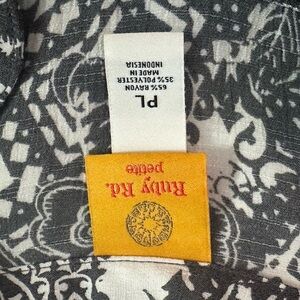 Ruby Rd.
petite
PL
65% RAYON
35% POLYESTER
MADE IN
INDONESIA